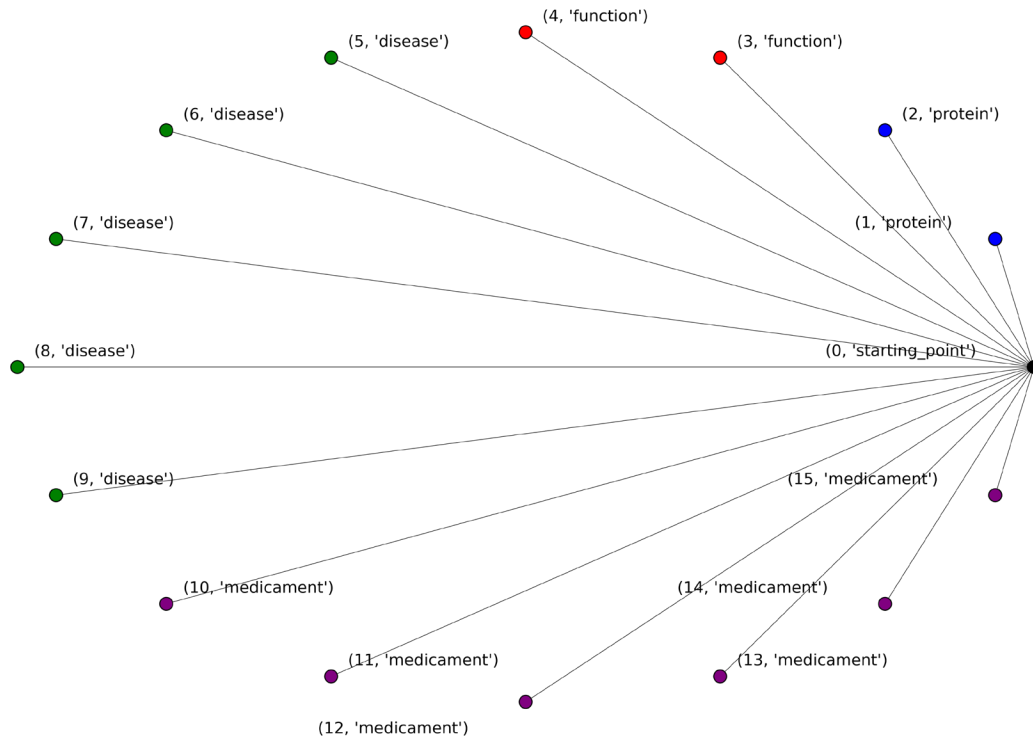 (4, 'function')
(5, 'disease')
(3, 'function')
(6, 'disease')
(2, 'protein')
(7, 'disease')
(1, 'protein')
(8, 'disease')
(0, 'starting_point')
(9, 'disease')
(15, 'medicament')
(10, 'medicament')
(14, 'medicament')
(11, 'medicament')
(13, 'medicament')
(12, 'medicament')